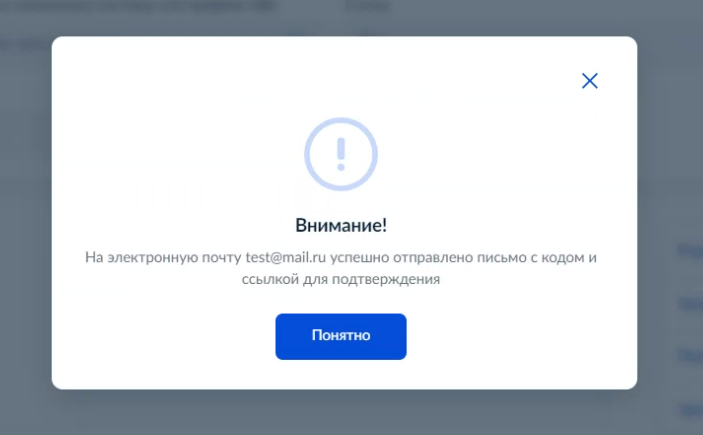 Внимание!
На электронную почту test@mail.ru успешно отправлено письмо с кодом и
ссылкой для подтверждения
Понятно